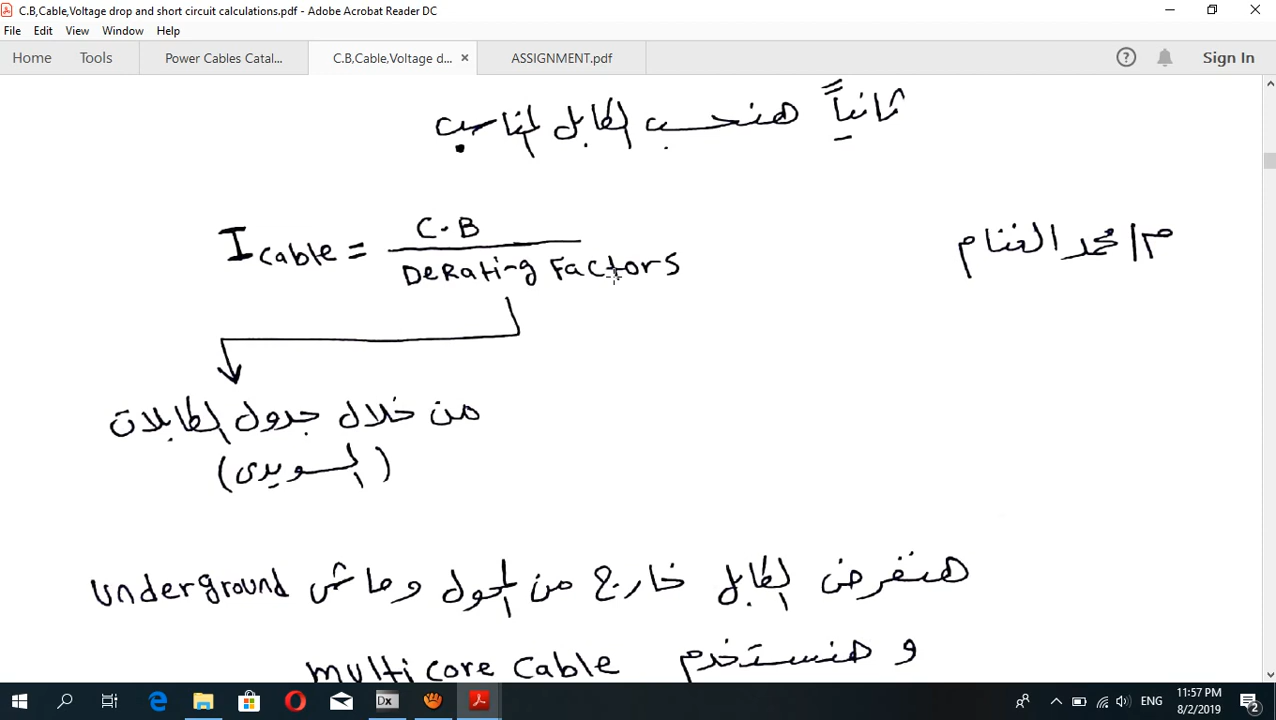 C.B,Cable,Voltage drop and short circuit calculations.pdf - Adobe Acrobat Reader DC
File Edit View Window Help
Home Tools Power Cables Catal... C.B,Cable,Voltage d... × ASSIGNMENT.pdf Sign In
ثانياً هنحسب الكابل المناسب
I cable = C.B
DeRating Factors
م/محمد الغنام
من خلال جدول الكابلات
(السويدى)
هنفرض الكابل خارج من المحول وماشى underground
و هنستخدم multi core cable
ENG
11:57 PM
8/2/2019
2